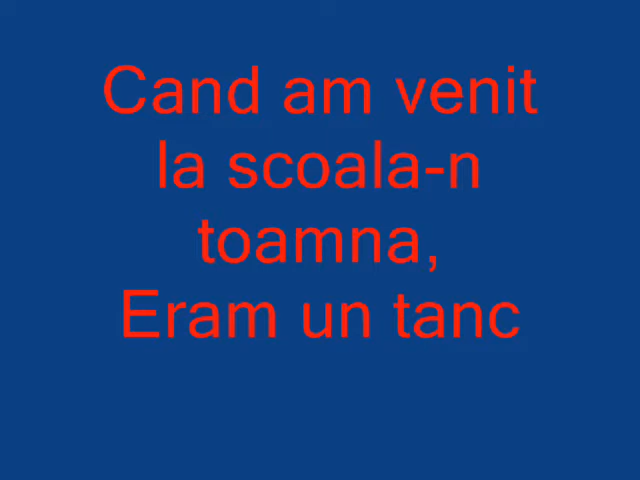 Cand am venit
la scoala-n
toamna,
Eram un tanc